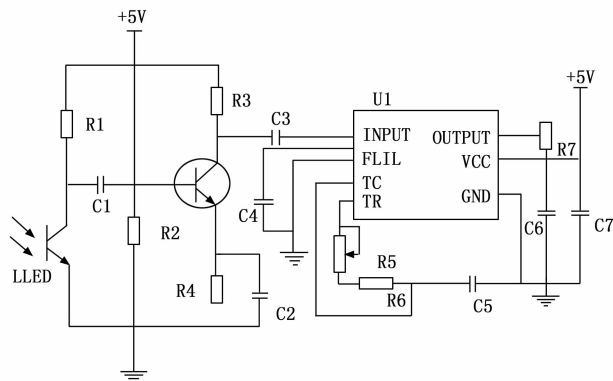 +5V
+5V
R1
R3
C3
U1
INPUT
OUTPUT
FLIL
VCC
R7
TC
TR
GND
C1
C4
R2
C6
C7
LLED
R4
C2
R5
R6
C5